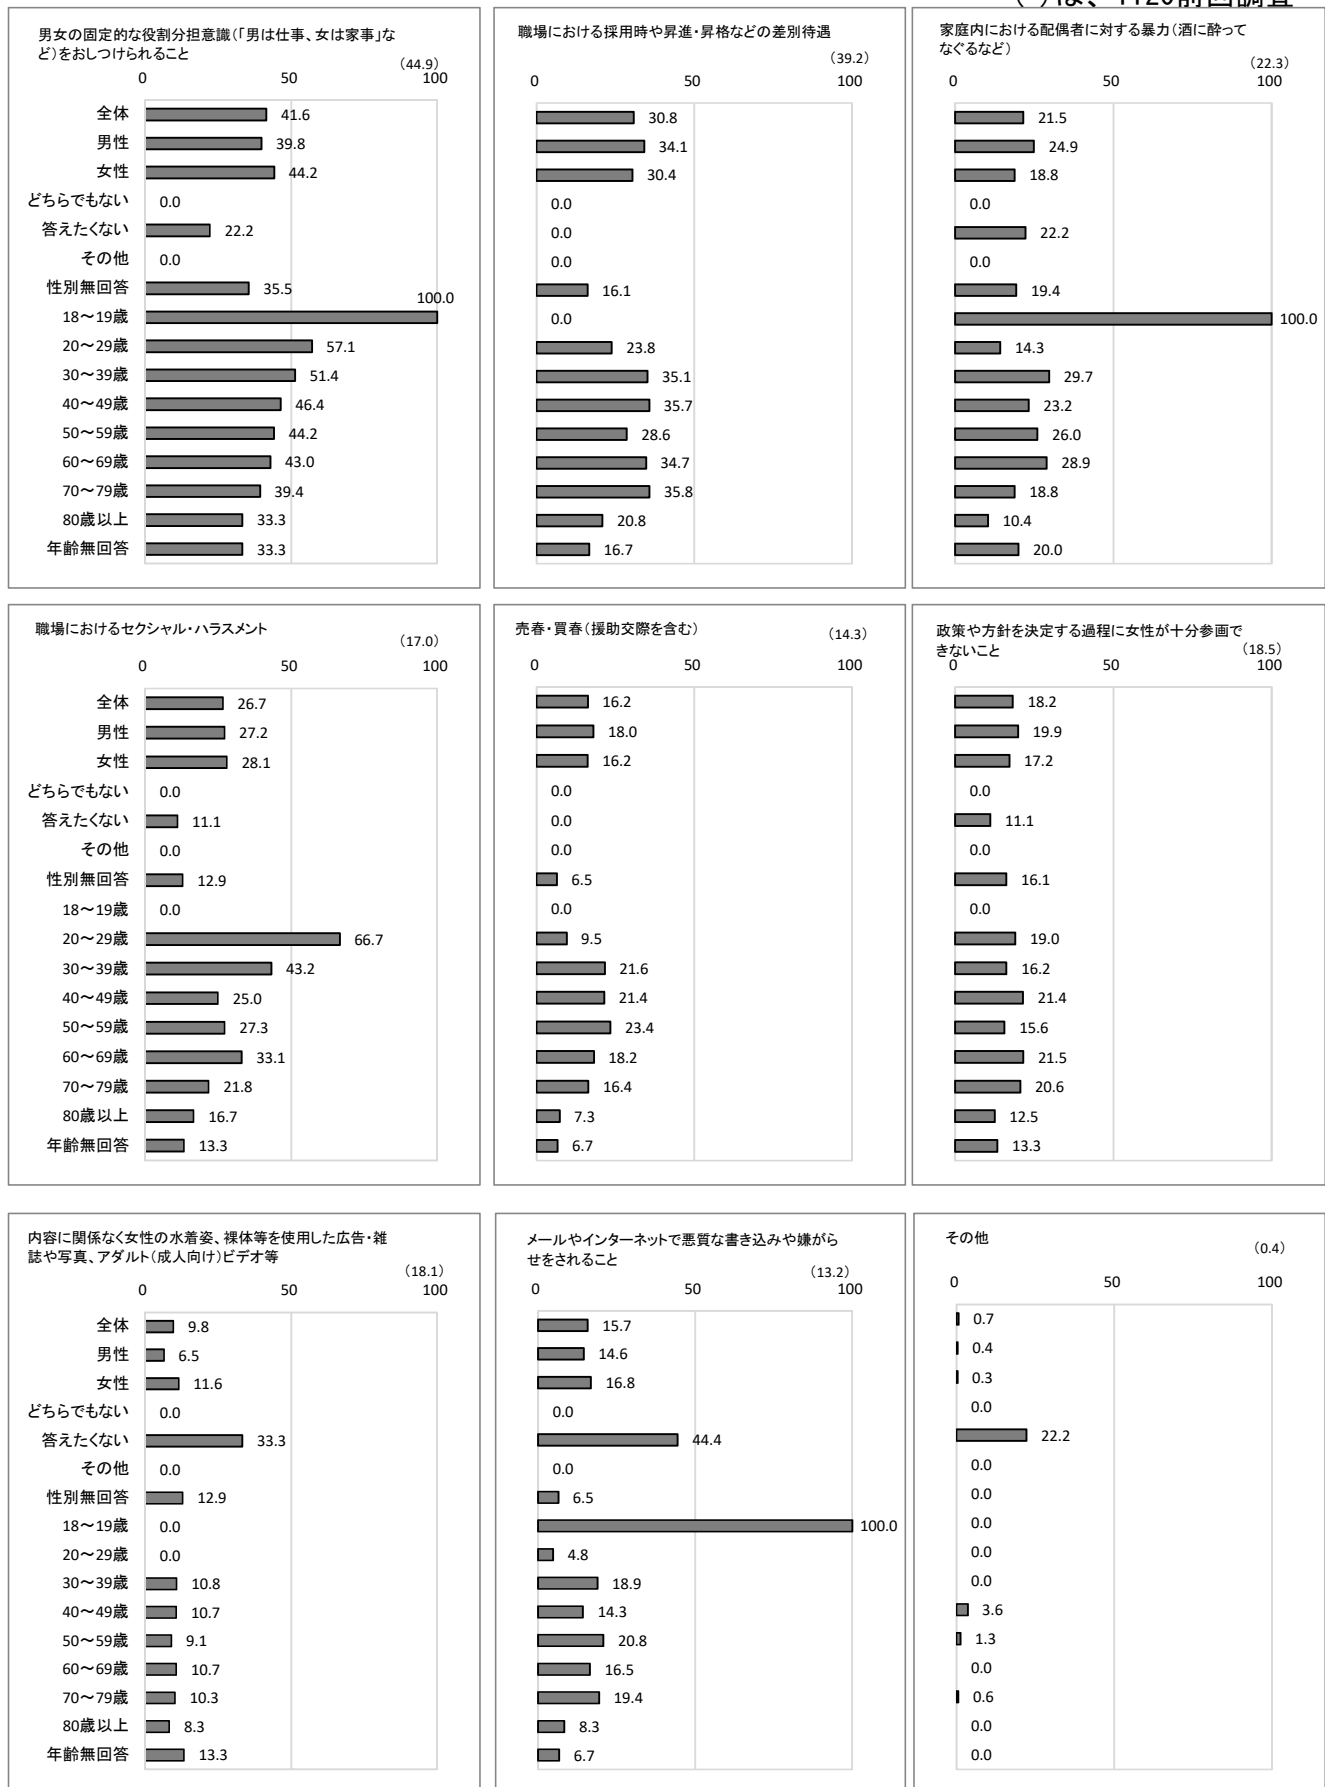 ( )は、H26前回調査
男女の固定的な役割分担意識(「男は仕事、女は家事」な
ど)をおしつけられること
(44.9)
0 50 100
全体 41.6
男性 39.8
女性 44.2
どちらでもない 0.0
答えたくない 22.2
その他 0.0
性別無回答 35.5
18～19歳 100.0
20～29歳 57.1
30～39歳 51.4
40～49歳 46.4
50～59歳 44.2
60～69歳 43.0
70～79歳 39.4
80歳以上 33.3
年齢無回答 33.3
職場における採用時や昇進・昇格などの差別待遇
(39.2)
0 50 100
30.8
34.1
30.4
0.0
0.0
0.0
16.1
0.0
23.8
35.1
35.7
28.6
34.7
35.8
20.8
16.7
家庭内における配偶者に対する暴力(酒に酔って
なぐるなど)
(22.3)
0 50 100
21.5
24.9
18.8
0.0
22.2
0.0
19.4
100.0
14.3
29.7
23.2
26.0
28.9
18.8
10.4
20.0
職場におけるセクシャル・ハラスメント
(17.0)
0 50 100
全体 26.7
男性 27.2
女性 28.1
どちらでもない 0.0
答えたくない 11.1
その他 0.0
性別無回答 12.9
18～19歳 0.0
20～29歳 66.7
30～39歳 43.2
40～49歳 25.0
50～59歳 27.3
60～69歳 33.1
70～79歳 21.8
80歳以上 16.7
年齢無回答 13.3
売春・買春(援助交際を含む)
(14.3)
0 50 100
16.2
18.0
16.2
0.0
0.0
0.0
6.5
0.0
9.5
21.6
21.4
23.4
18.2
16.4
7.3
6.7
政策や方針を決定する過程に女性が十分参画で
きないこと
(18.5)
0 50 100
18.2
19.9
17.2
0.0
11.1
0.0
16.1
0.0
19.0
16.2
21.4
15.6
21.5
20.6
12.5
13.3
内容に関係なく女性の水着姿、裸体等を使用した広告・雑
誌や写真、アダルト(成人向け)ビデオ等
(18.1)
0 50 100
全体 9.8
男性 6.5
女性 11.6
どちらでもない 0.0
答えたくない 33.3
その他 0.0
性別無回答 12.9
18～19歳 0.0
20～29歳 0.0
30～39歳 10.8
40～49歳 10.7
50～59歳 9.1
60～69歳 10.7
70～79歳 10.3
80歳以上 8.3
年齢無回答 13.3
メールやインターネットで悪質な書き込みや嫌がら
せをされること
(13.2)
0 50 100
15.7
14.6
16.8
0.0
44.4
0.0
6.5
100.0
4.8
18.9
14.3
20.8
16.5
19.4
8.3
6.7
その他
(0.4)
0 50 100
0.7
0.4
0.3
0.0
22.2
0.0
0.0
0.0
0.0
0.0
3.6
1.3
0.0
0.6
0.0
0.0